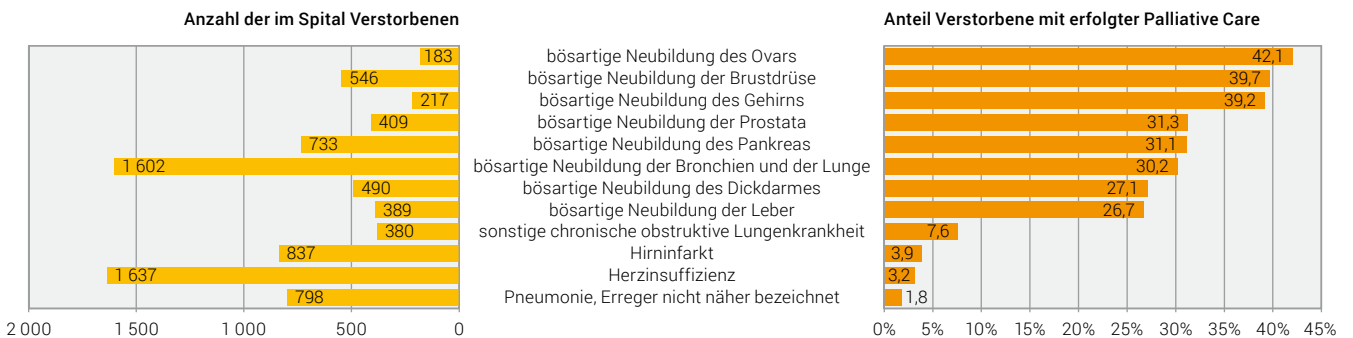 Anzahl der im Spital Verstorbenen
Anteil Verstorbene mit erfolgter Palliative Care
183 bösartige Neubildung des Ovars 42,1
546 bösartige Neubildung der Brustdrüse 39,7
217 bösartige Neubildung des Gehirns 39,2
409 bösartige Neubildung der Prostata 31,3
733 bösartige Neubildung des Pankreas 31,1
1 602 bösartige Neubildung der Bronchien und der Lunge 30,2
490 bösartige Neubildung des Dickdarmes 27,1
389 bösartige Neubildung der Leber 26,7
380 sonstige chronische obstruktive Lungenkrankheit 7,6
837 Hirninfarkt 3,9
1 637 Herzinsuffizienz 3,2
798 Pneumonie, Erreger nicht näher bezeichnet 1,8
2 000 1 500 1 000 500 0
0% 5% 10% 15% 20% 25% 30% 35% 40% 45%